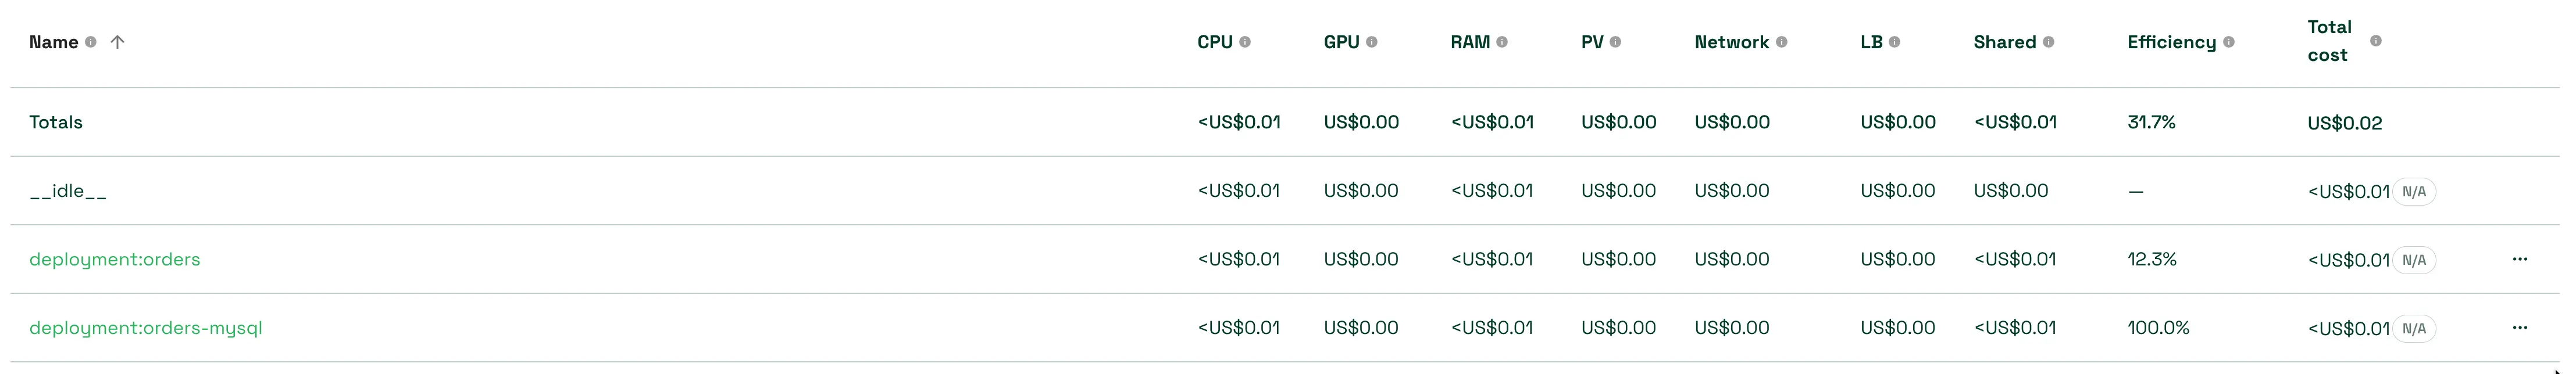 Name CPU GPU RAM PV Network LB Shared Efficiency Total cost
Totals <US$0.01 US$0.00 <US$0.01 US$0.00 US$0.00 US$0.00 <US$0.01 31.7% US$0.02
__idle__ <US$0.01 US$0.00 <US$0.01 US$0.00 US$0.00 US$0.00 US$0.00 — <US$0.01 N/A
deployment:orders <US$0.01 US$0.00 <US$0.01 US$0.00 US$0.00 US$0.00 <US$0.01 12.3% <US$0.01 N/A ...
deployment:orders-mysql <US$0.01 US$0.00 <US$0.01 US$0.00 US$0.00 US$0.00 <US$0.01 100.0% <US$0.01 N/A ...